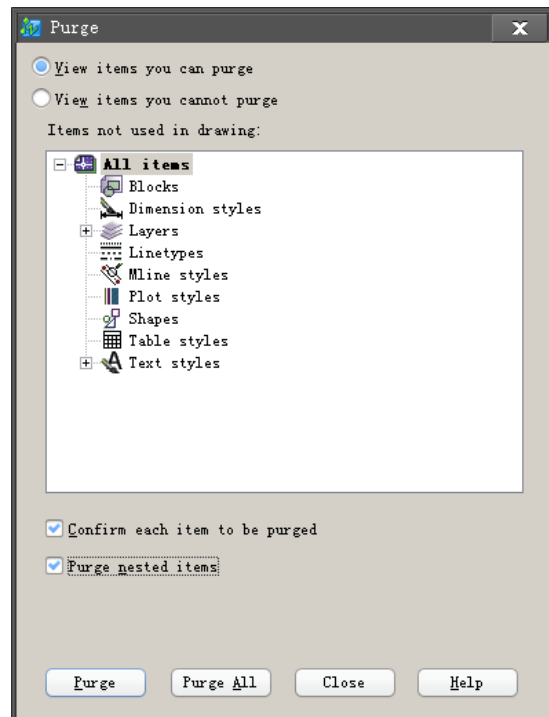 Purge
View items you can purge
View items you cannot purge
Items not used in drawing:
All items
Blocks
Dimension styles
Layers
Linetypes
Mline styles
Plot styles
Shapes
Table styles
Text styles
Confirm each item to be purged
Purge nested items
Purge Purge All Close Help